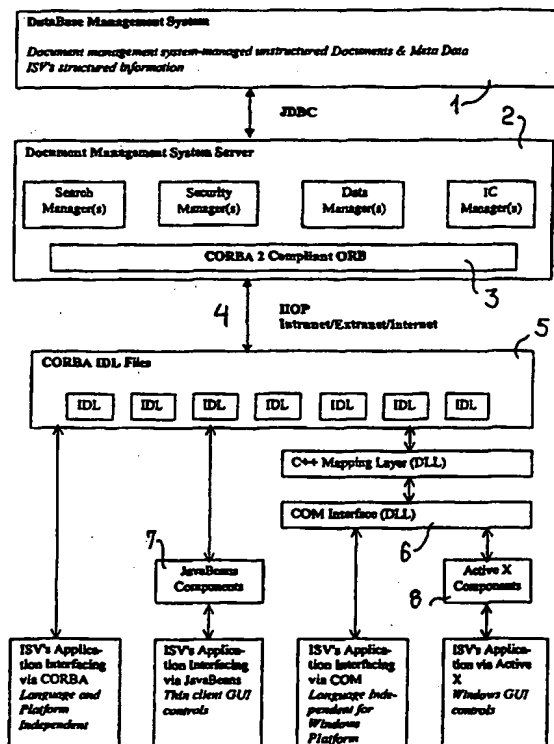 DataBase Management System
Document management system-managed unstructured Documents & Meta Data
ISV's structured information
1
JDBC
2
Document Management System Server
Search Manager(s)
Security Manager(s)
Data Manager(s)
IC Manager(s)
CORBA 2 Compliant ORB
3
4
IIOP
Intranet/Extranet/Internet
5
CORBA IDL Files
IDL IDL IDL IDL IDL IDL IDL
C++ Mapping Layer (DLL)
COM Interface (DLL)
6
7
JavaBeans
Components
8
Active X
Components
ISV's Applica-
tion Interfacing
via CORBA
Language and
Platform
Independent
ISV's Applica-
tion Interfacing
via JavaBeans
Thin client GUI
controls
ISV's Applica-
tion Interfacing
via COM
Language Inde-
pendent for
Windows
Platform
ISV's Applica-
tion via Active
X
Windows GUI
controls